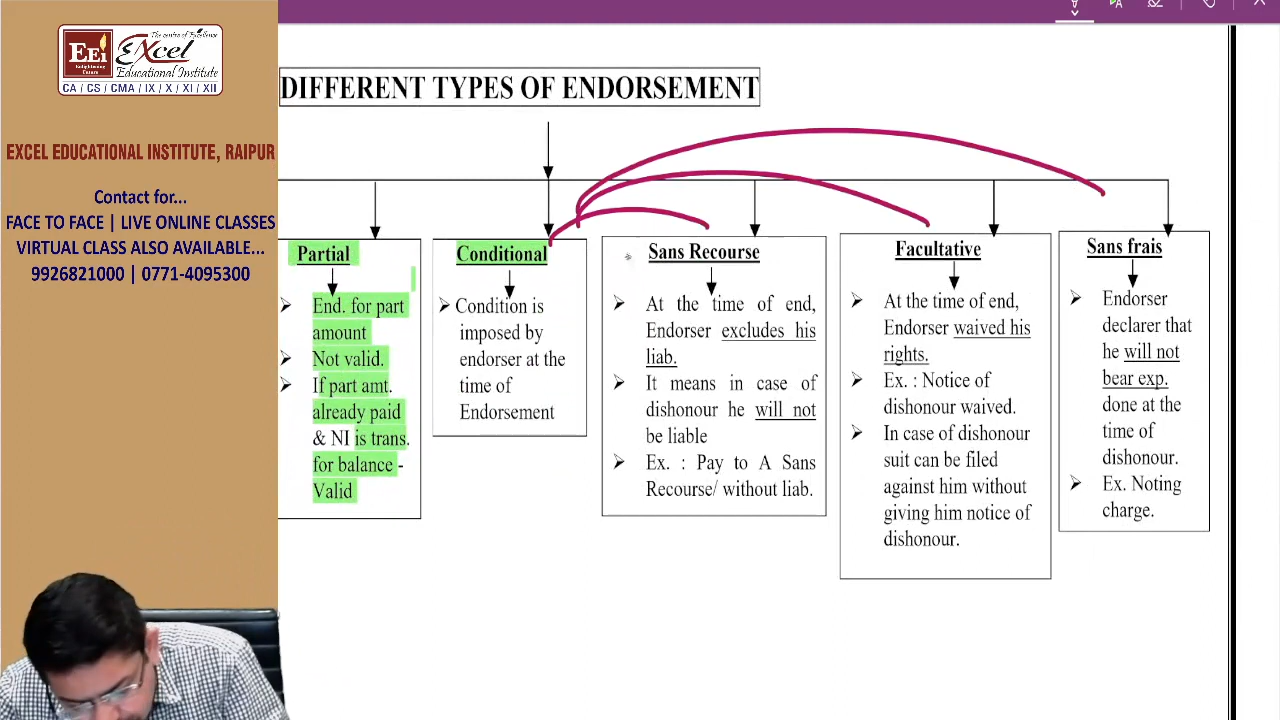 The centre of Excellence
EEi
Enlightening Careers
Excel
Educational Institute
CA / CS / CMA / IX / X / XI / XII
EXCEL EDUCATIONAL INSTITUTE, RAIPUR
Contact for...
FACE TO FACE | LIVE ONLINE CLASSES
VIRTUAL CLASS ALSO AVAILABLE...
9926821000 | 0771-4095300
DIFFERENT TYPES OF ENDORSEMENT
Partial
➢ End. for part
amount
➢ Not valid.
➢ If part amt.
already paid
& NI is trans.
for balance -
Valid
Conditional
➢ Condition is
imposed by
endorser at the
time of
Endorsement
Sans Recourse
➢ At the time of end,
Endorser excludes his
liab.
➢ It means in case of
dishonour he will not
be liable
➢ Ex. : Pay to A Sans
Recourse/ without liab.
Facultative
➢ At the time of end,
Endorser waived his
rights.
➢ Ex. : Notice of
dishonour waived.
➢ In case of dishonour
suit can be filed
against him without
giving him notice of
dishonour.
Sans frais
➢ Endorser
declarer that
he will not
bear exp.
done at the
time of
dishonour.
➢ Ex. Noting
charge.